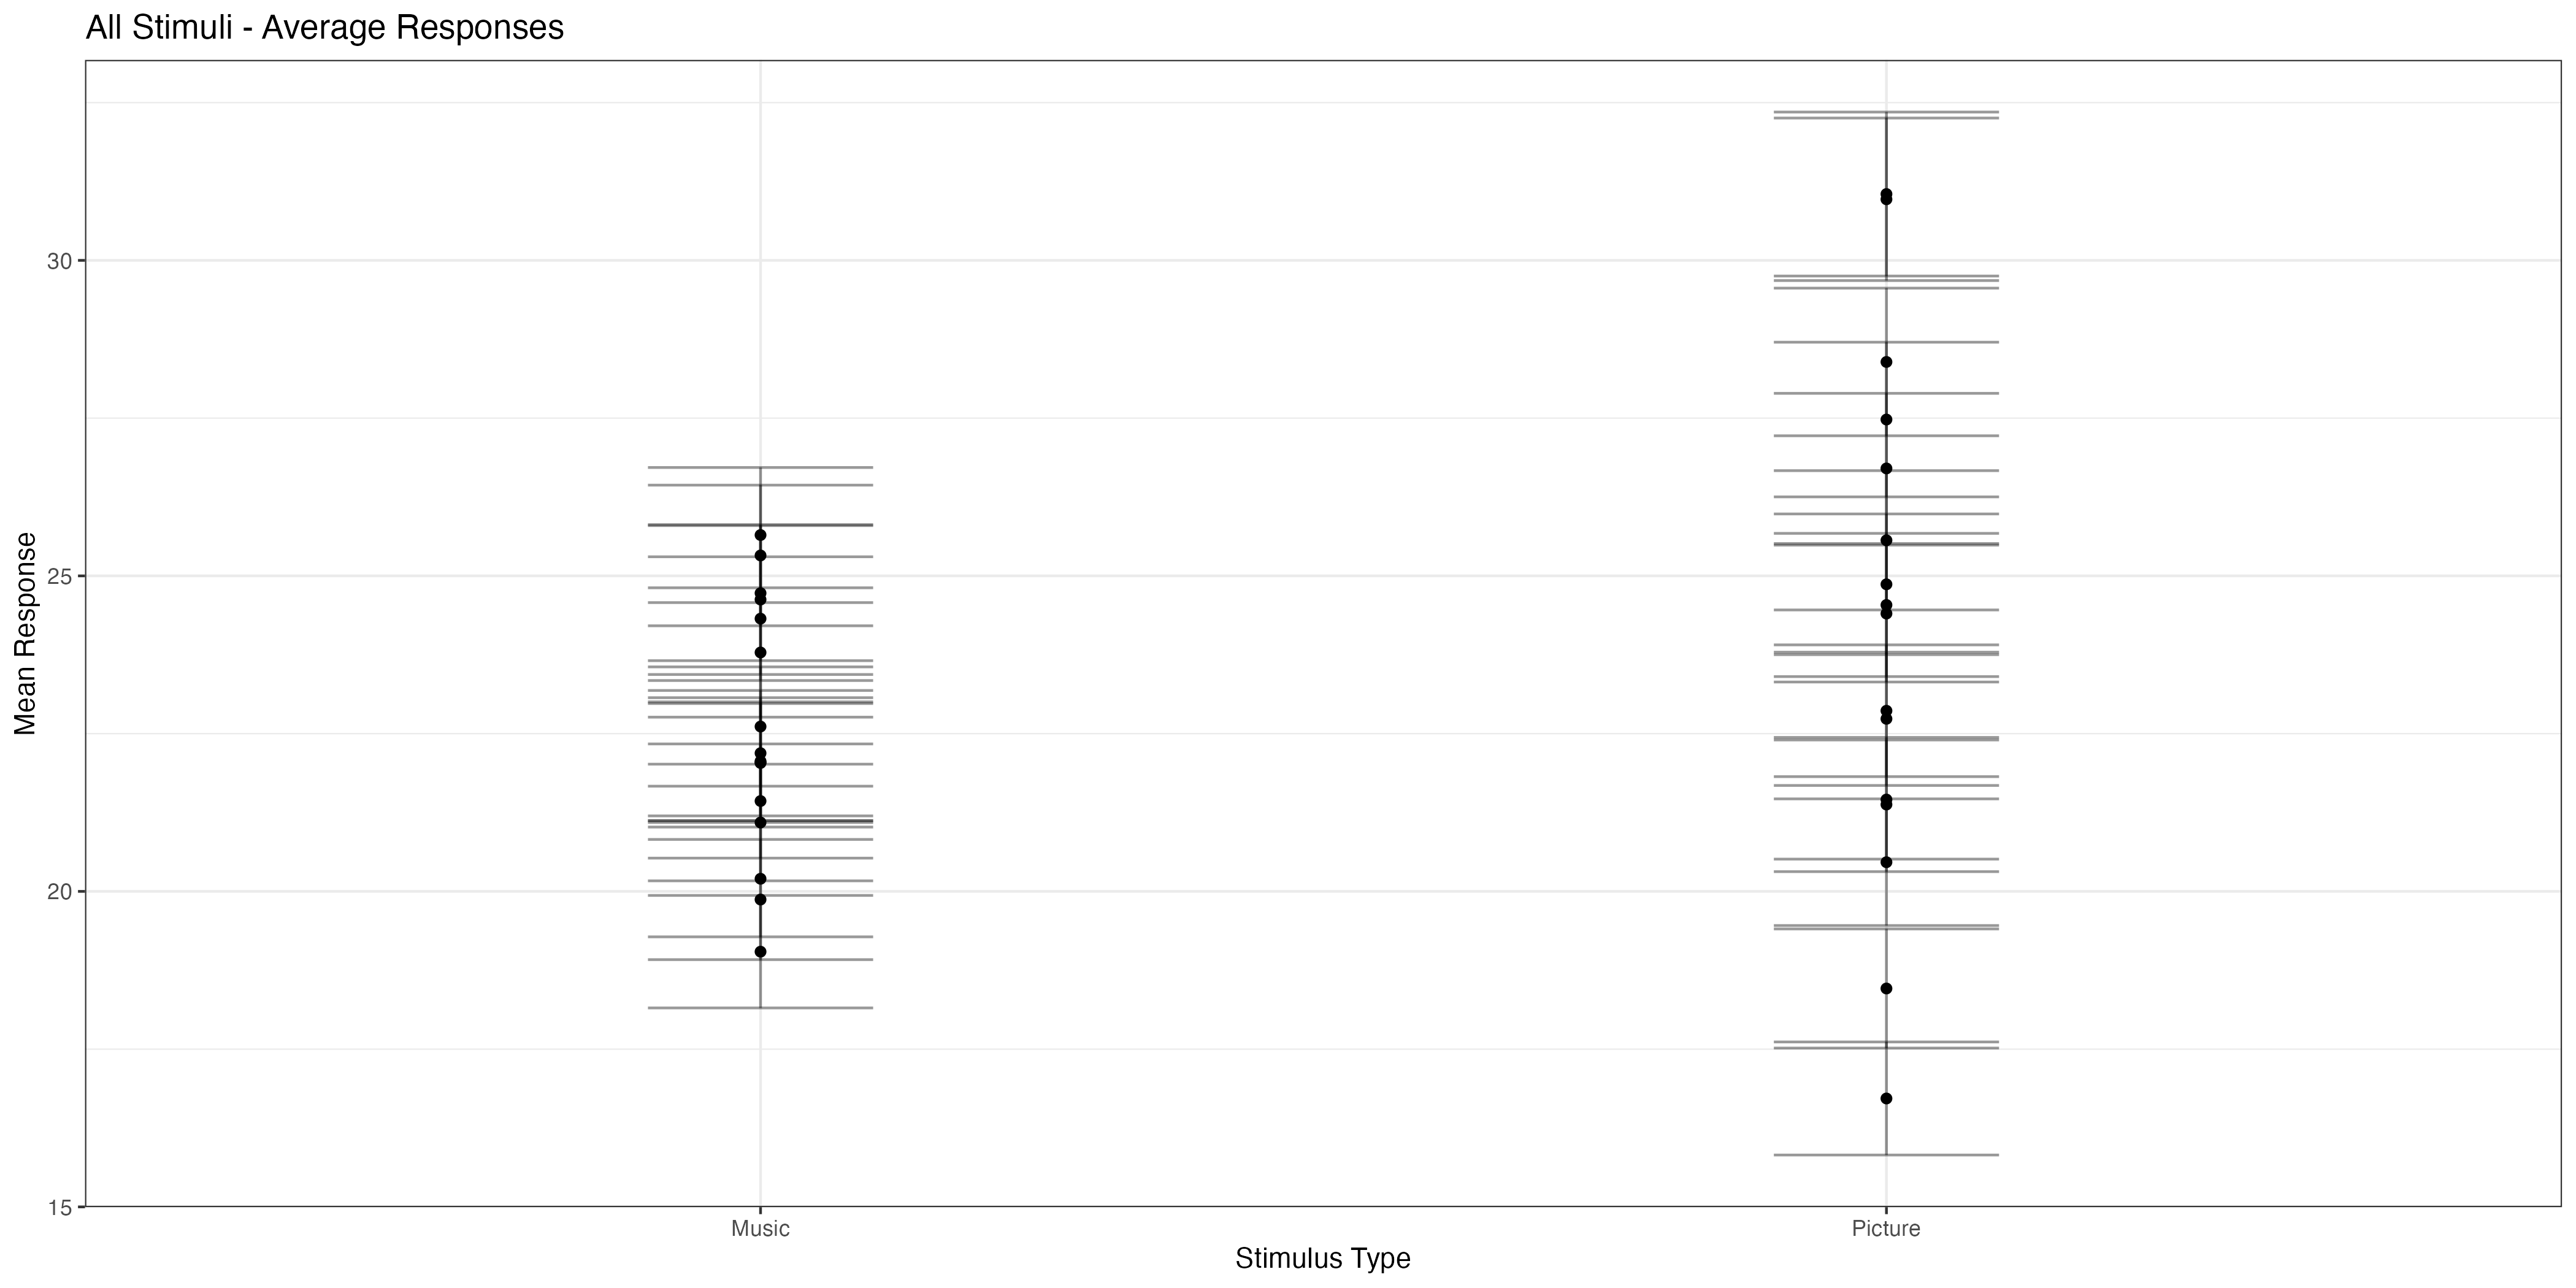 All Stimuli - Average Responses
Mean Response
30
25
20
15
Music
Picture
Stimulus Type